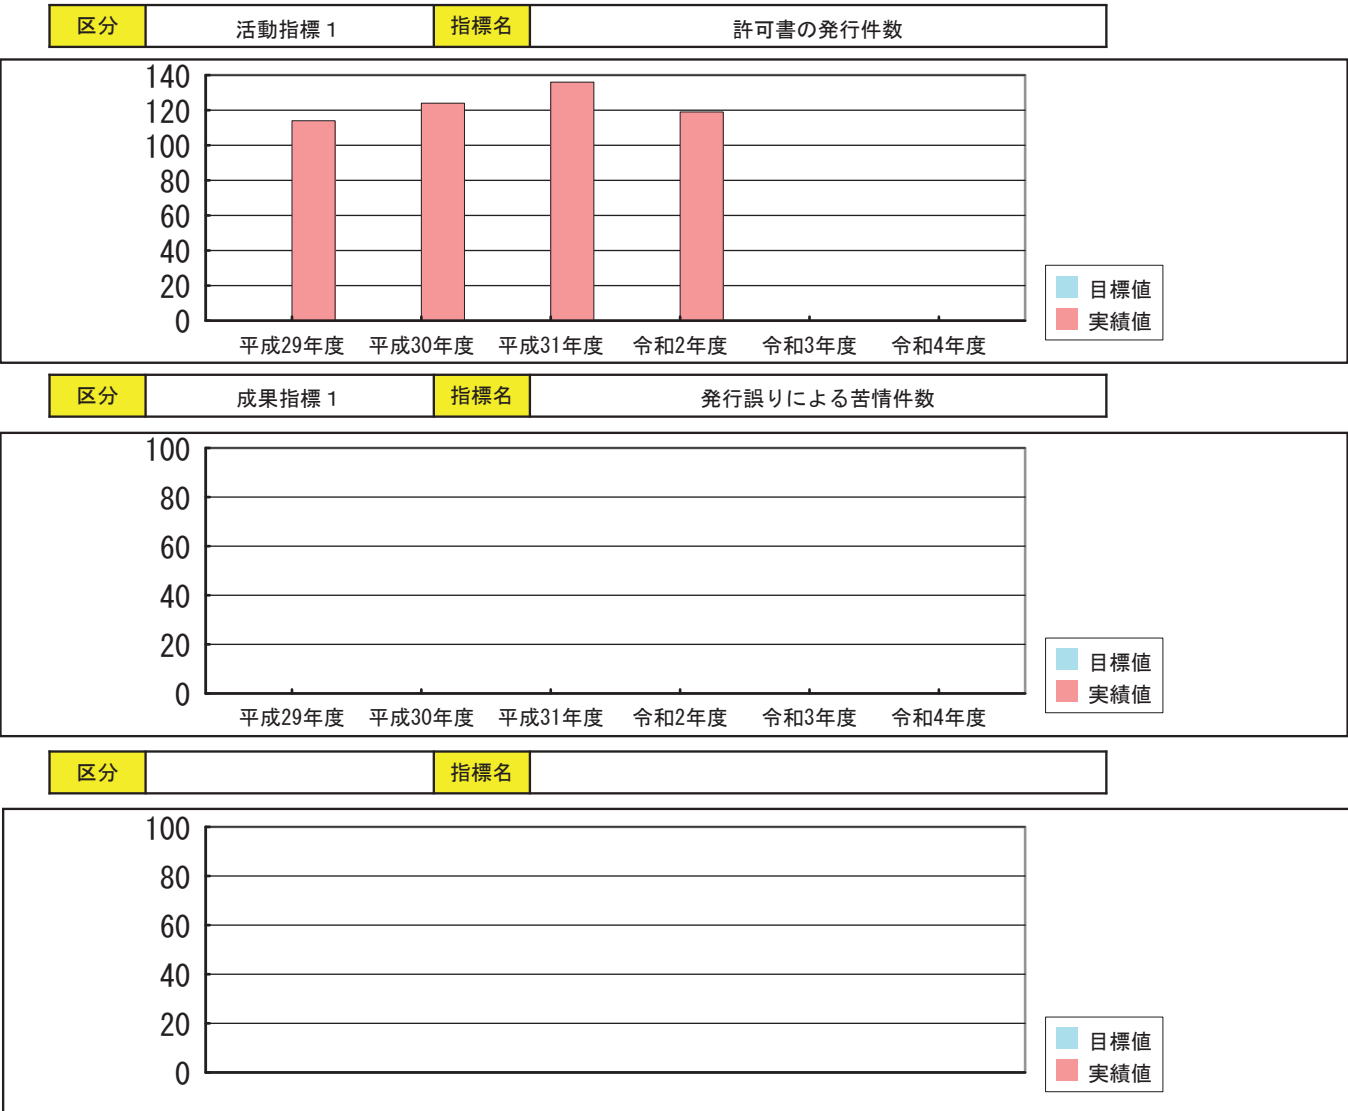 区分 活動指標1 指標名 許可書の発行件数
140
120
100
80
60
40
20
0
平成29年度 平成30年度 平成31年度 令和2年度 令和3年度 令和4年度
目標値
実績値
区分 成果指標1 指標名 発行誤りによる苦情件数
100
80
60
40
20
0
平成29年度 平成30年度 平成31年度 令和2年度 令和3年度 令和4年度
目標値
実績値
区分 指標名
100
80
60
40
20
0
目標値
実績値